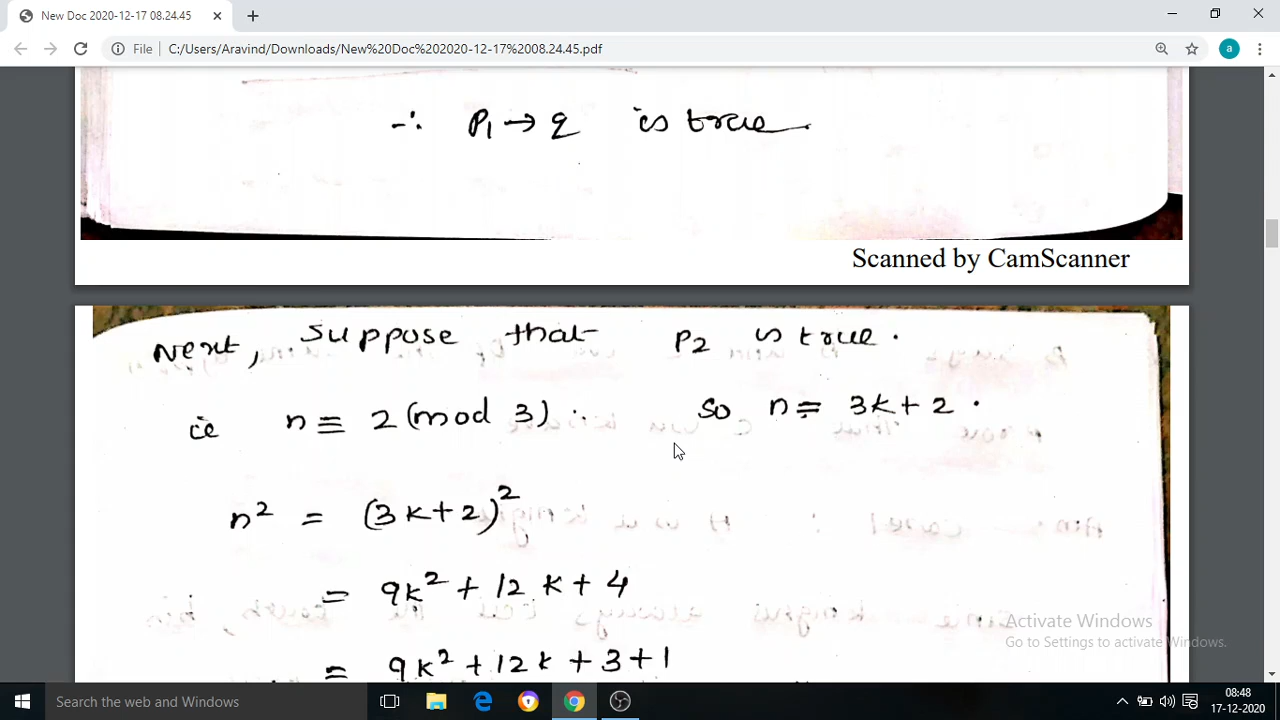 New Doc 2020-12-17 08.24.45
File C:/Users/Aravind/Downloads/New%20Doc%202020-12-17%2008.24.45.pdf
a
∴ P₁ → q is true
Scanned by CamScanner
Next, suppose that P₂ is true.
ie n ≡ 2 (mod 3). So n = 3k + 2.
n² = (3k+2)²
= 9k² + 12k + 4
= 9k² + 12k + 3 + 1
Activate Windows
Go to Settings to activate Windows.
Search the web and Windows
08:48
17-12-2020